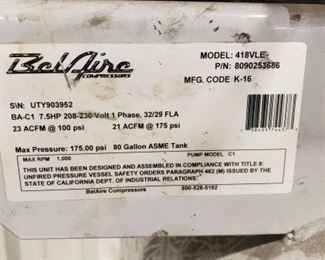 BelAire
COMPRESSORS
MODEL: 418VLE
P/N: 8090253686
MFG. CODE K-16
S/N: UTY903952
BA-C1 7.5HP 208-230 Volt 1 Phase, 32/29 FLA
23 ACFM @ 100 psi 21 ACFM @ 175 psi
Max Pressure: 175.00 psi 80 Gallon ASME Tank
MAX RPM 1,000 PUMP MODEL C1
THIS UNIT HAS BEEN DESIGNED AND ASSEMBLED IN COMPLIANCE WITH TITLE 8:
UNFIRED PRESSURE VESSEL SAFETY ORDERS PARAGRAPH 462 (M) ISSUED BY THE
STATE OF CALIFORNIA DEPT. OF INDUSTRIAL RELATIONS.
BelAire Compressors 800-528-5192